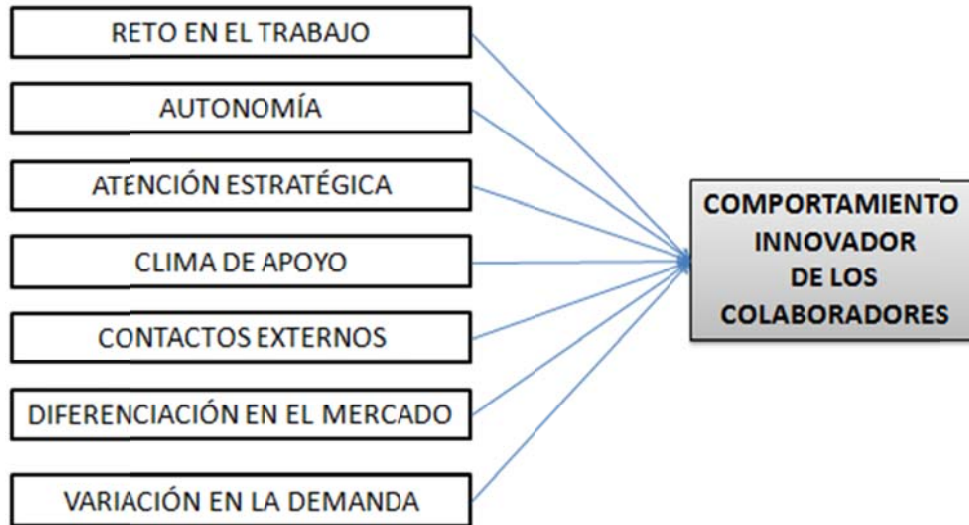 RETO EN EL TRABAJO
AUTONOMÍA
ATENCIÓN ESTRATÉGICA
CLIMA DE APOYO
CONTACTOS EXTERNOS
DIFERENCIACIÓN EN EL MERCADO
VARIACIÓN EN LA DEMANDA
COMPORTAMIENTO
INNOVADOR
DE LOS
COLABORADORES